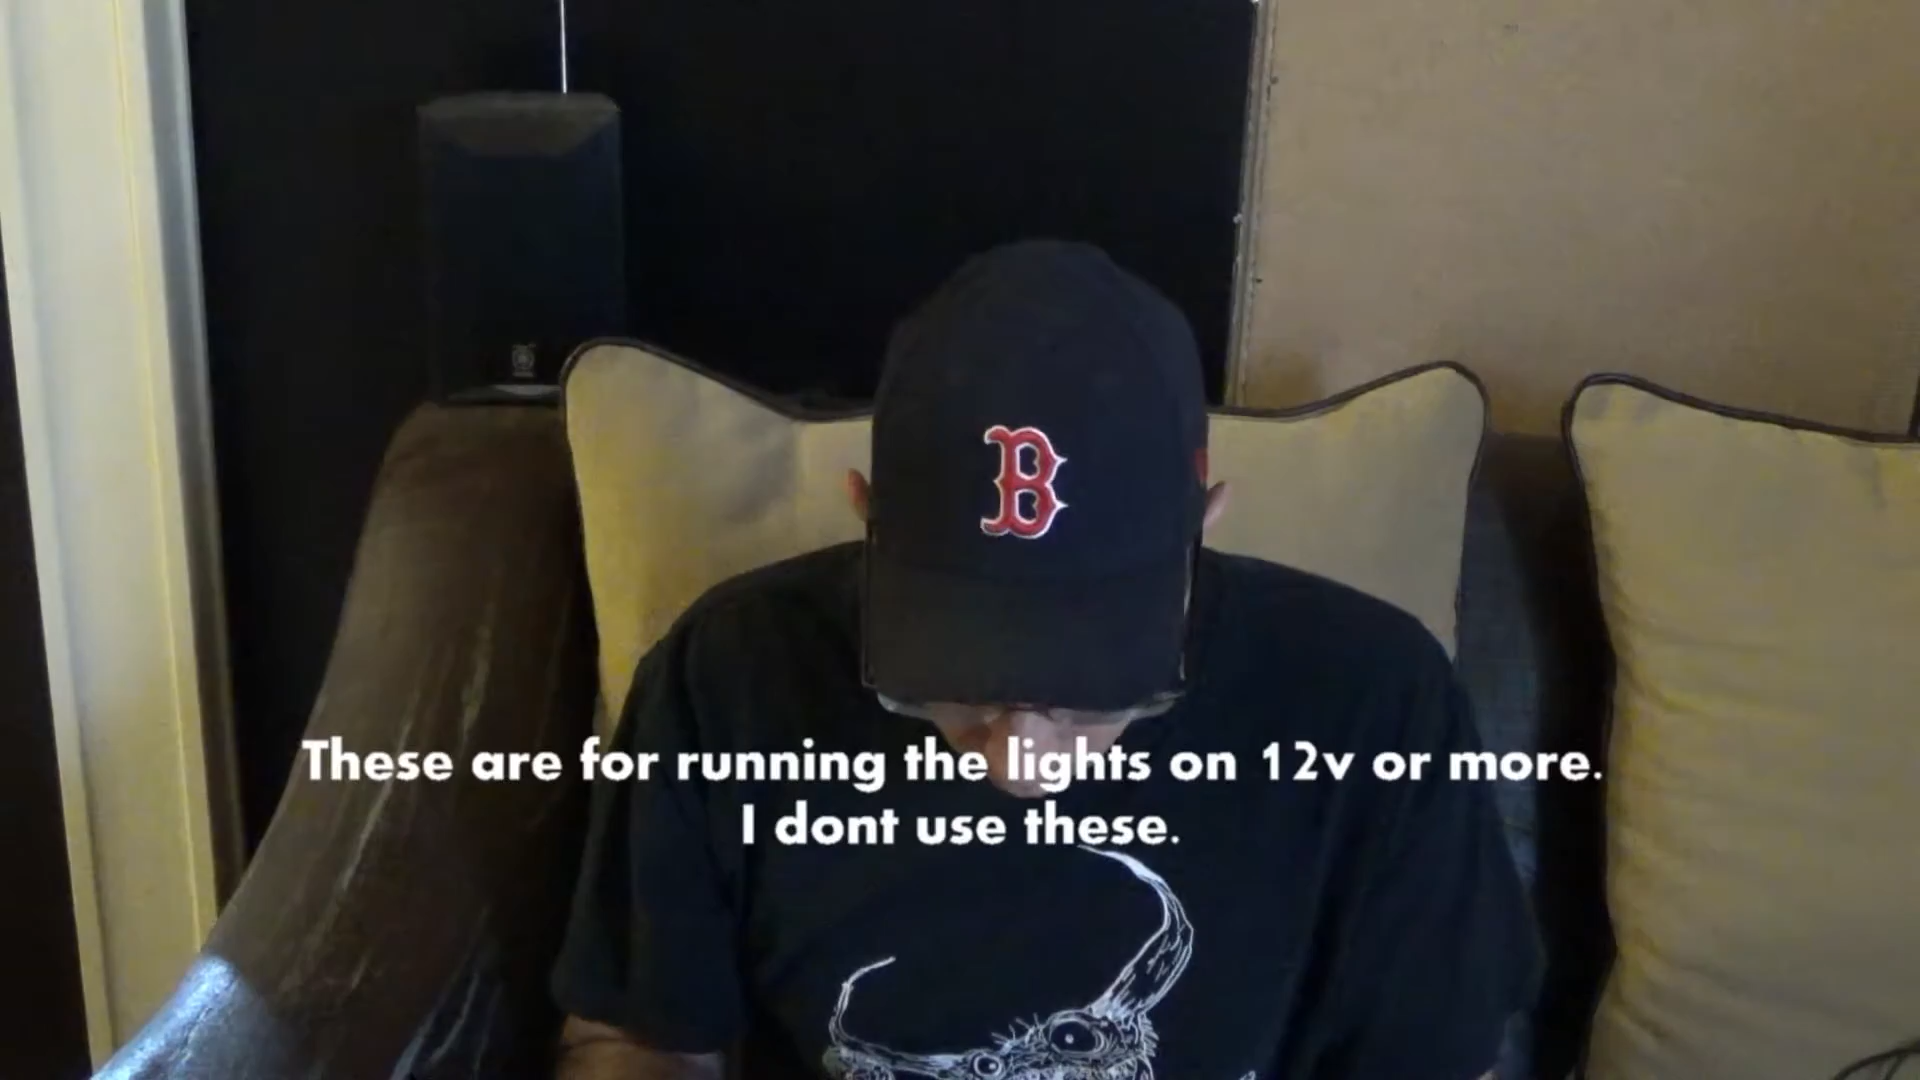 B
These are for running the lights on 12v or more.
I dont use these.